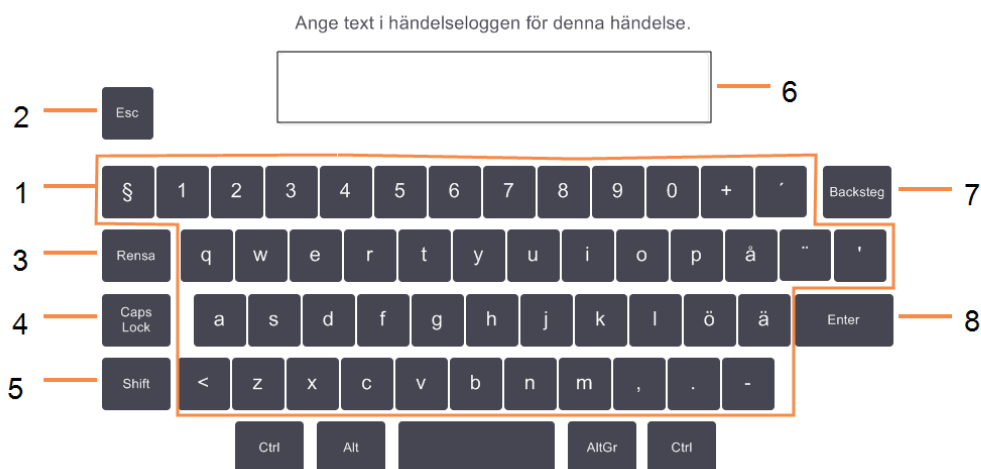 Ange text i händelseloggen för denna händelse.
6
2 Esc
1 § 1 2 3 4 5 6 7 8 9 0 + ´ Backsteg 7
3 Rensa q w e r t y u i o p å ¨ '
4 Caps Lock a s d f g h j k l ö ä Enter 8
5 Shift < z x c v b n m , . -
Ctrl Alt AltGr Ctrl